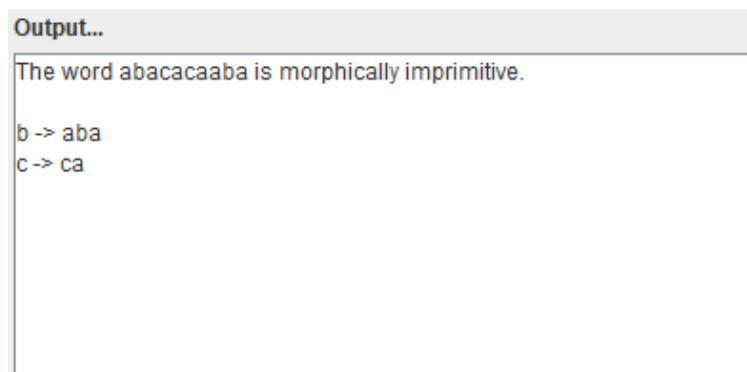 Output...
The word abacacaaba is morphically imprimitive.
b -> aba
c -> ca